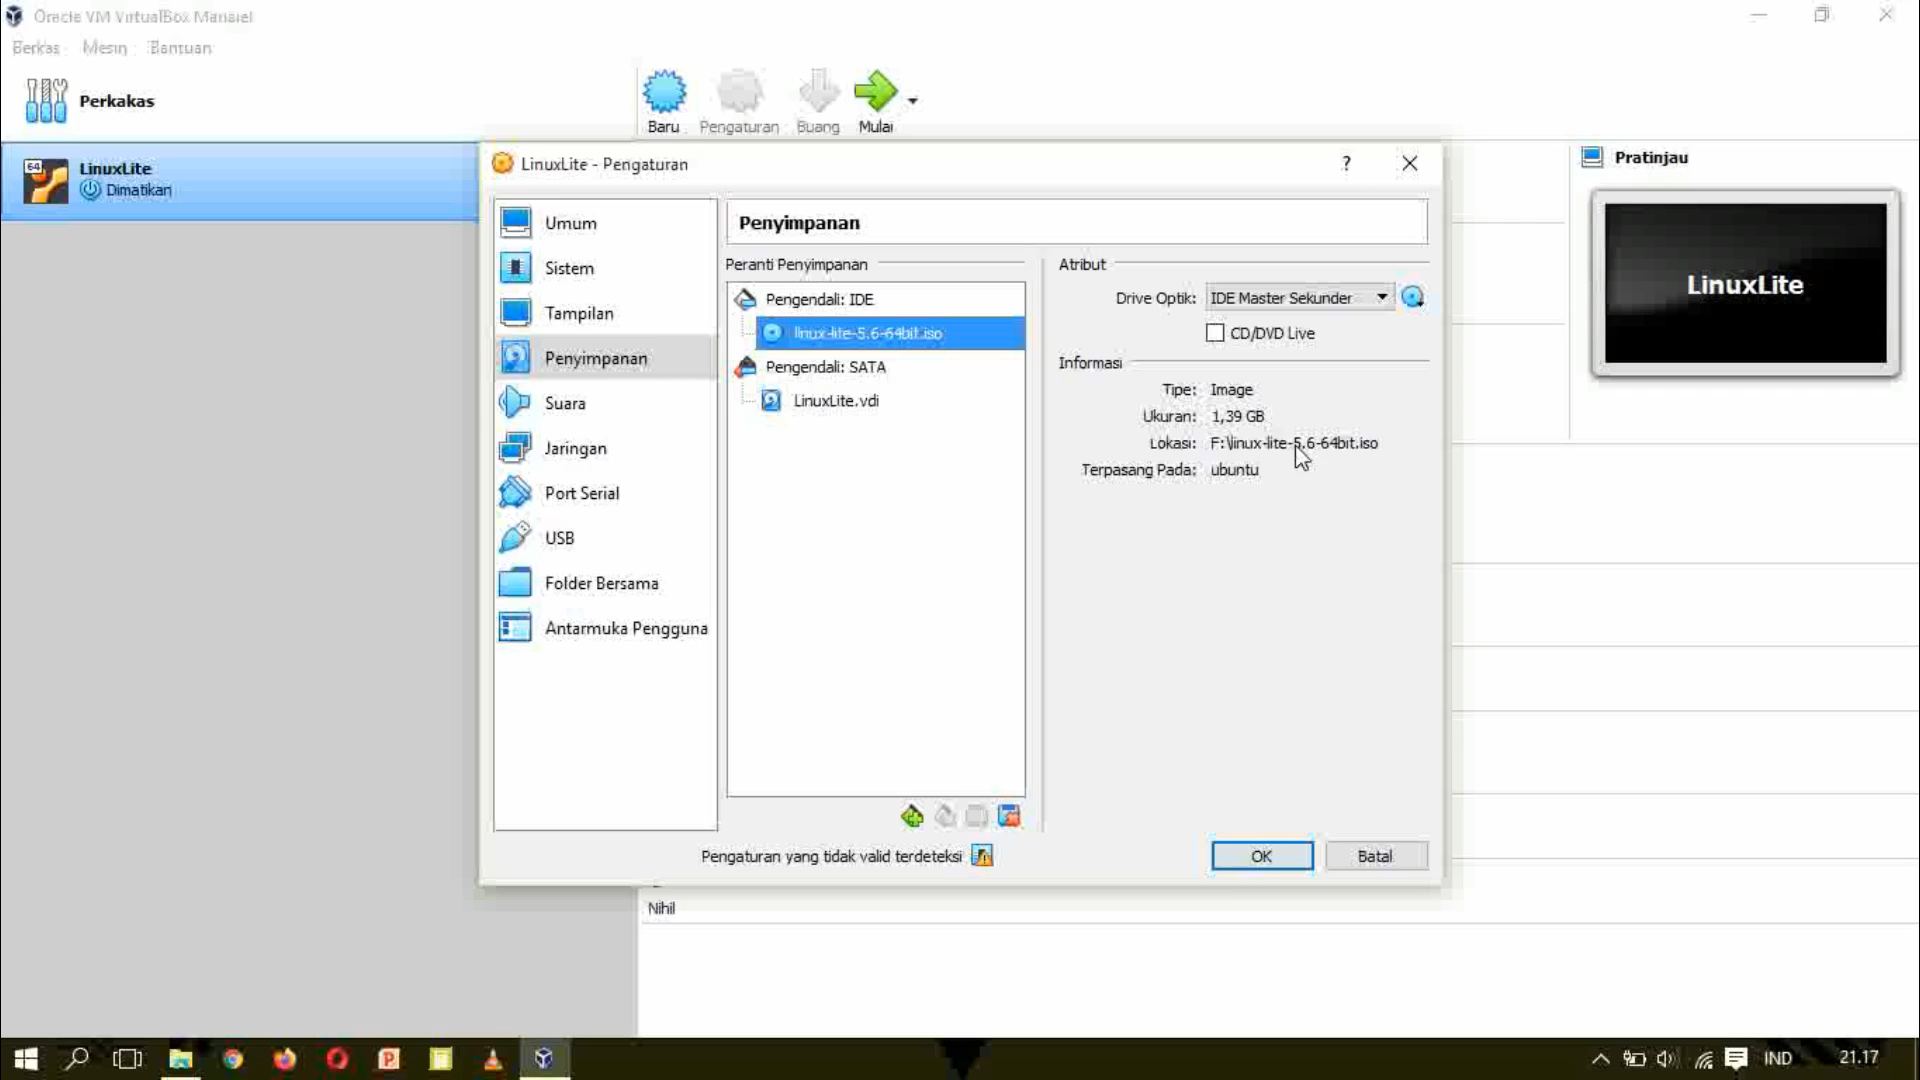 Oracle VM VirtualBox Manajer
Berkas Mesin Bantuan
Perkakas
Baru Pengaturan Buang Mulai
64
LinuxLite
Dimatikan
LinuxLite - Pengaturan
?
Umum
Sistem
Tampilan
Penyimpanan
Suara
Jaringan
Port Serial
USB
Folder Bersama
Antarmuka Pengguna
Penyimpanan
Peranti Penyimpanan
Pengendali: IDE
linux-lite-5.6-64bit.iso
Pengendali: SATA
LinuxLite.vdi
Atribut
Drive Optik: IDE Master Sekunder
CD/DVD Live
Informasi
Tipe: Image
Ukuran: 1,39 GB
Lokasi: F:\linux-lite-5.6-64bit.iso
Terpasang Pada: ubuntu
Pengaturan yang tidak valid terdeteksi
OK Batal
Pratinjau
LinuxLite
Nihil
IND 21.17